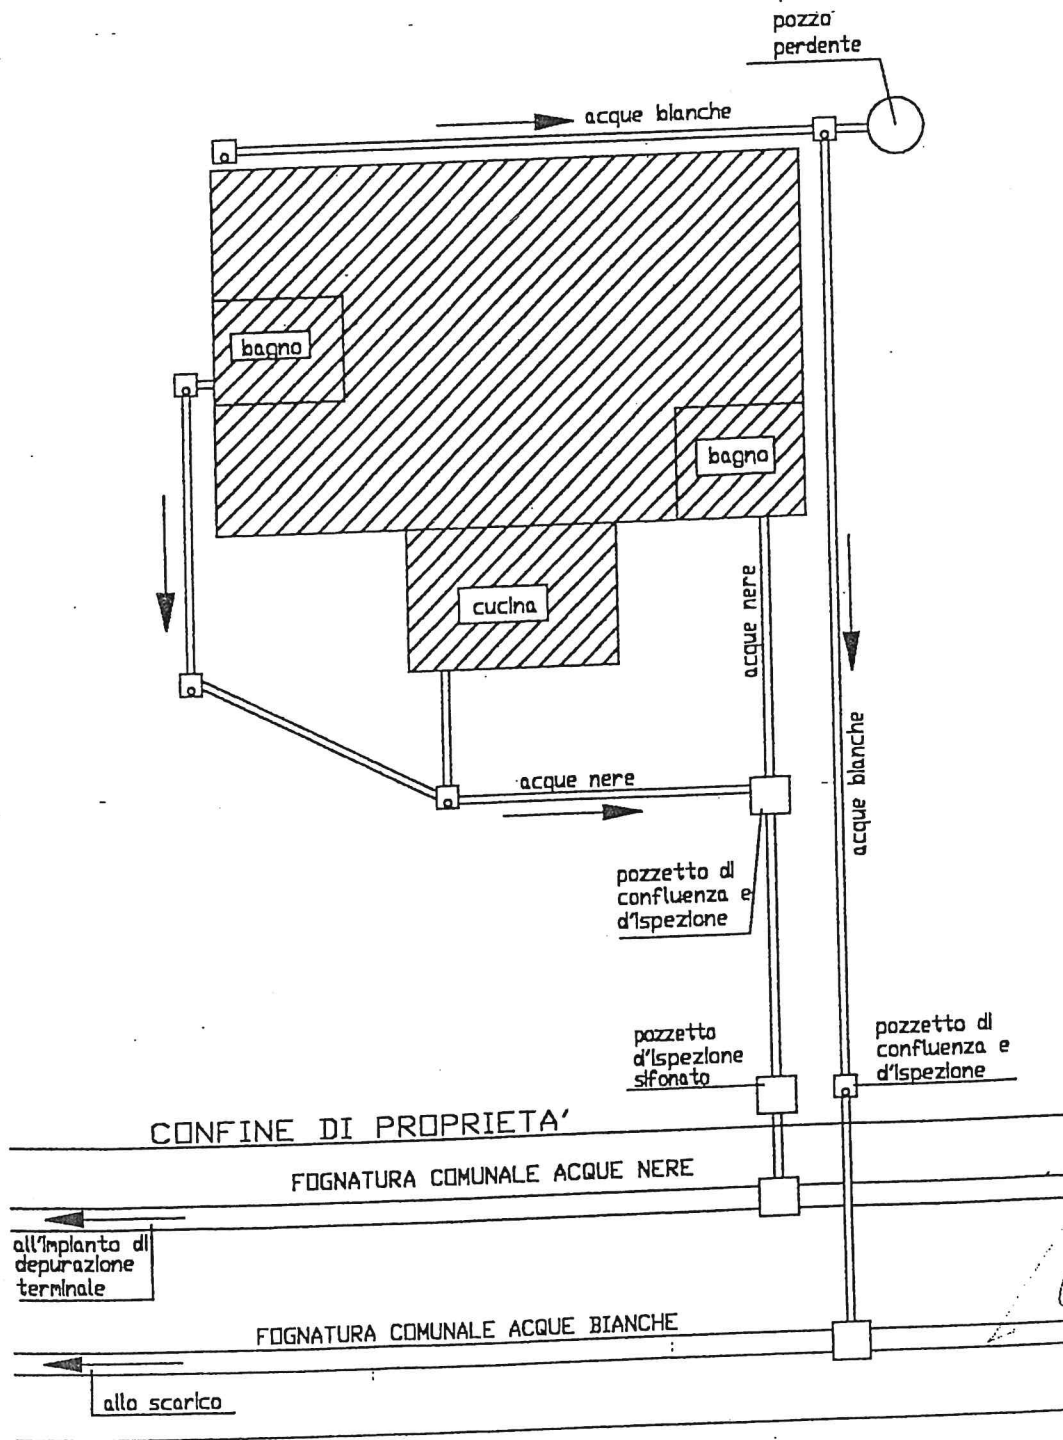 pozzo
perdente
acque bianche
bagno
bagno
cucina
acque nere
acque bianche
acque nere
pozzetto di
confluenza e
d'ispezione
pozzetto
d'ispezione
sifonato
pozzetto di
confluenza e
d'ispezione
CONFINE DI PROPRIETA'
FOGNATURA COMUNALE ACQUE NERE
all'impianto di
depurazione
terminale
FOGNATURA COMUNALE ACQUE BIANCHE
allo scarico